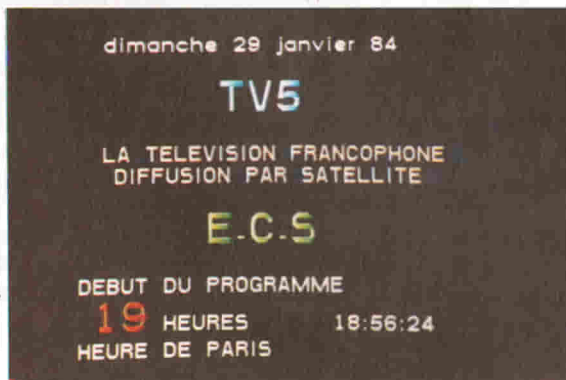 dimanche 29 janvier 84
TV5
LA TELEVISION FRANCOPHONE
DIFFUSION PAR SATELLITE
E.C.S
DEBUT DU PROGRAMME
19 HEURES 18:56:24
HEURE DE PARIS